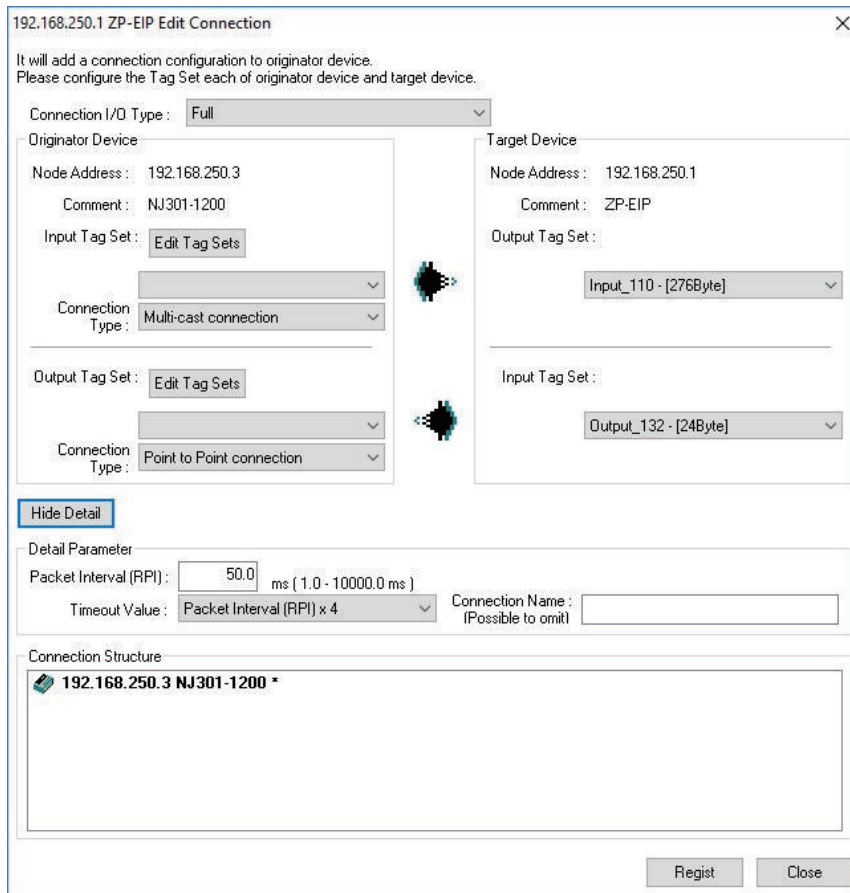 192.168.250.1 ZP-EIP Edit Connection
It will add a connection configuration to originator device.
Please configure the Tag Set each of originator device and target device.
Connection I/O Type : Full
Originator Device
Node Address : 192.168.250.3
Comment : NJ301-1200
Input Tag Set : Edit Tag Sets
Connection Type : Multi-cast connection
Output Tag Set : Edit Tag Sets
Connection Type : Point to Point connection
Target Device
Node Address : 192.168.250.1
Comment : ZP-EIP
Output Tag Set :
Input_110 - [276Byte]
Input Tag Set :
Output_132 - [24Byte]
Hide Detail
Detail Parameter
Packet Interval (RPI) : 50.0 ms ( 1.0 - 10000.0 ms )
Timeout Value : Packet Interval (RPI) x 4
Connection Name :
(Possible to omit)
Connection Structure
192.168.250.3 NJ301-1200 *
Regist Close